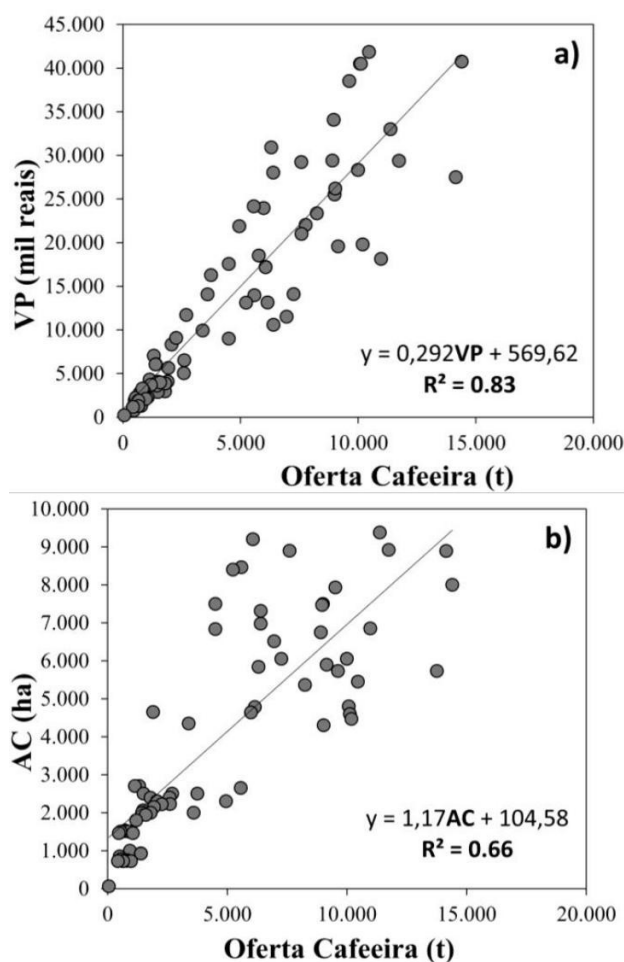 a)
45.000
40.000
35.000
30.000
25.000
20.000
15.000
10.000
5.000
0
VP (mil reais)
y = 0,292VP + 569,62
R² = 0.83
0 5.000 10.000 15.000 20.000
Oferta Cafeeira (t)
b)
10.000
9.000
8.000
7.000
6.000
5.000
4.000
3.000
2.000
1.000
0
AC (ha)
y = 1,17AC + 104,58
R² = 0.66
0 5.000 10.000 15.000 20.000
Oferta Cafeeira (t)